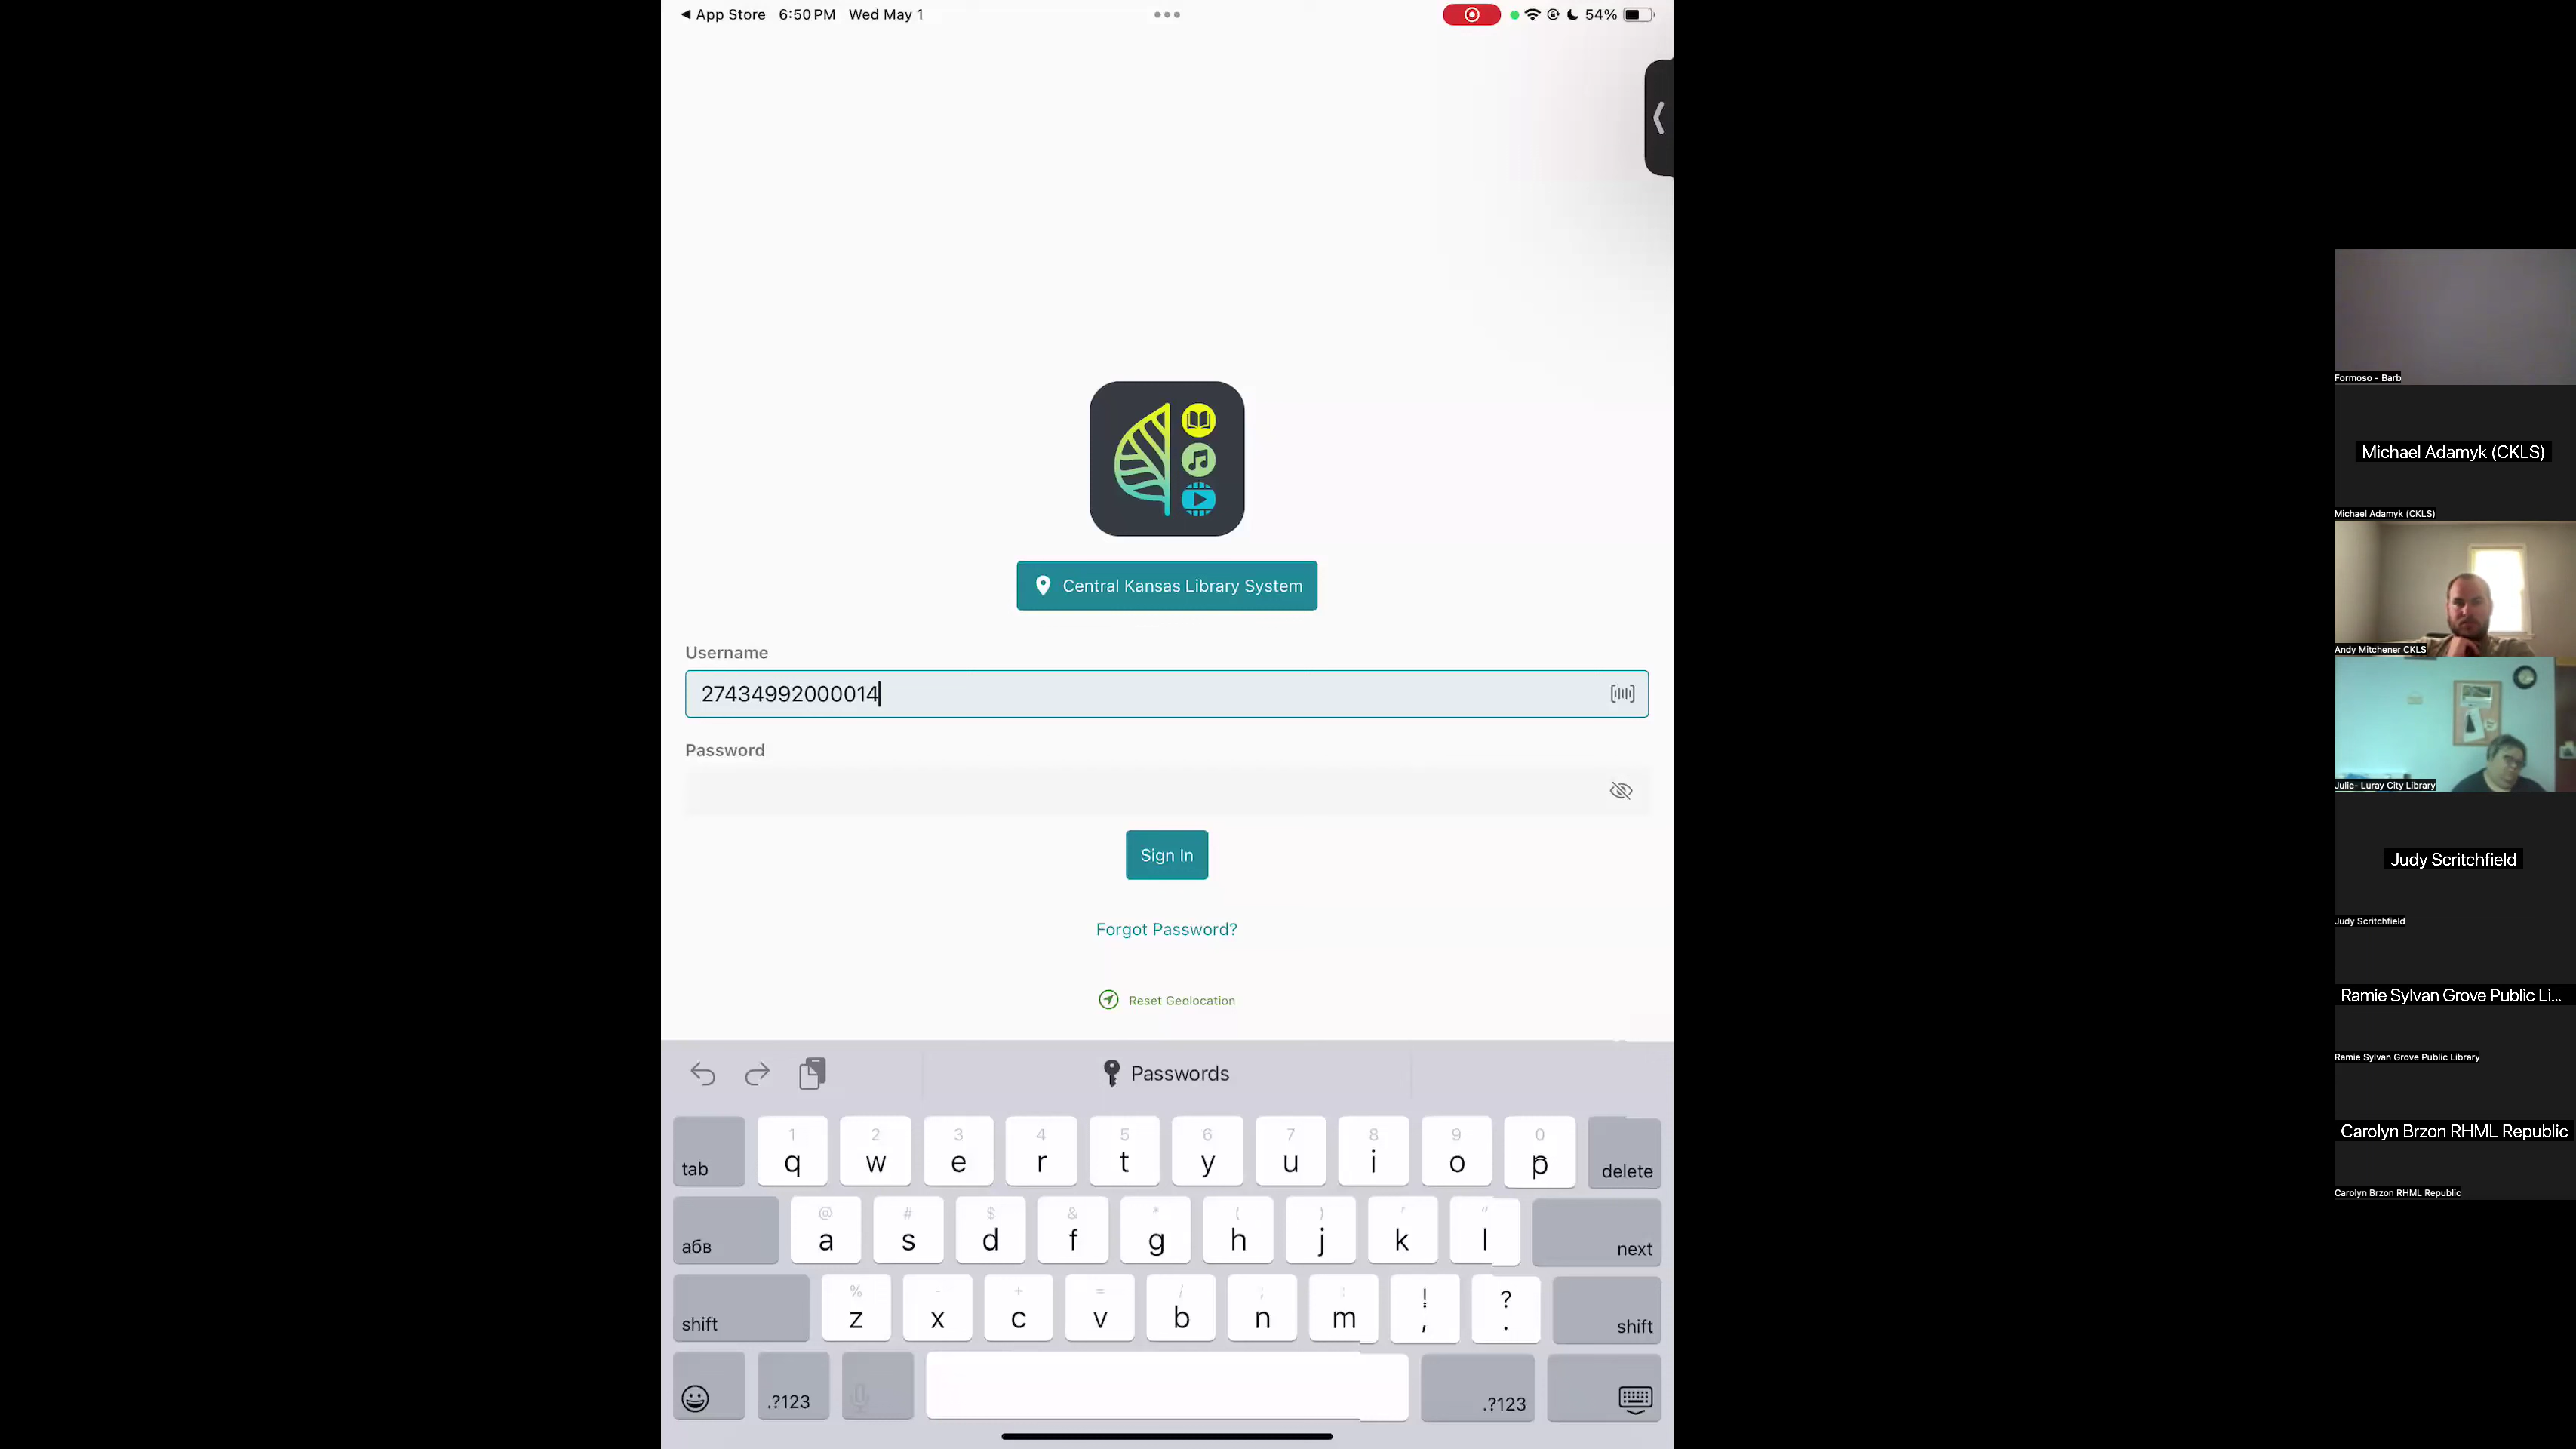 ◀ App Store 6:50 PM Wed May 1
54%
Central Kansas Library System
Username
27434992000014
Password
Sign In
Forgot Password?
Reset Geolocation
Passwords
tab 1 q 2 w 3 e 4 r 5 t 6 y 7 u 8 i 9 o 0 p delete
абв @ a # s $ d & f * g ( h ) j ' k " l next
shift % z - x + c = v / b ; n : m ! , ? . shift
.?123 .?123
Formoso - Barb
Michael Adamyk (CKLS)
Michael Adamyk (CKLS)
Andy Mitchener CKLS
Julie- Luray City Library
Judy Scritchfield
Judy Scritchfield
Ramie Sylvan Grove Public Li...
Ramie Sylvan Grove Public Library
Carolyn Brzon RHML Republic
Carolyn Brzon RHML Republic